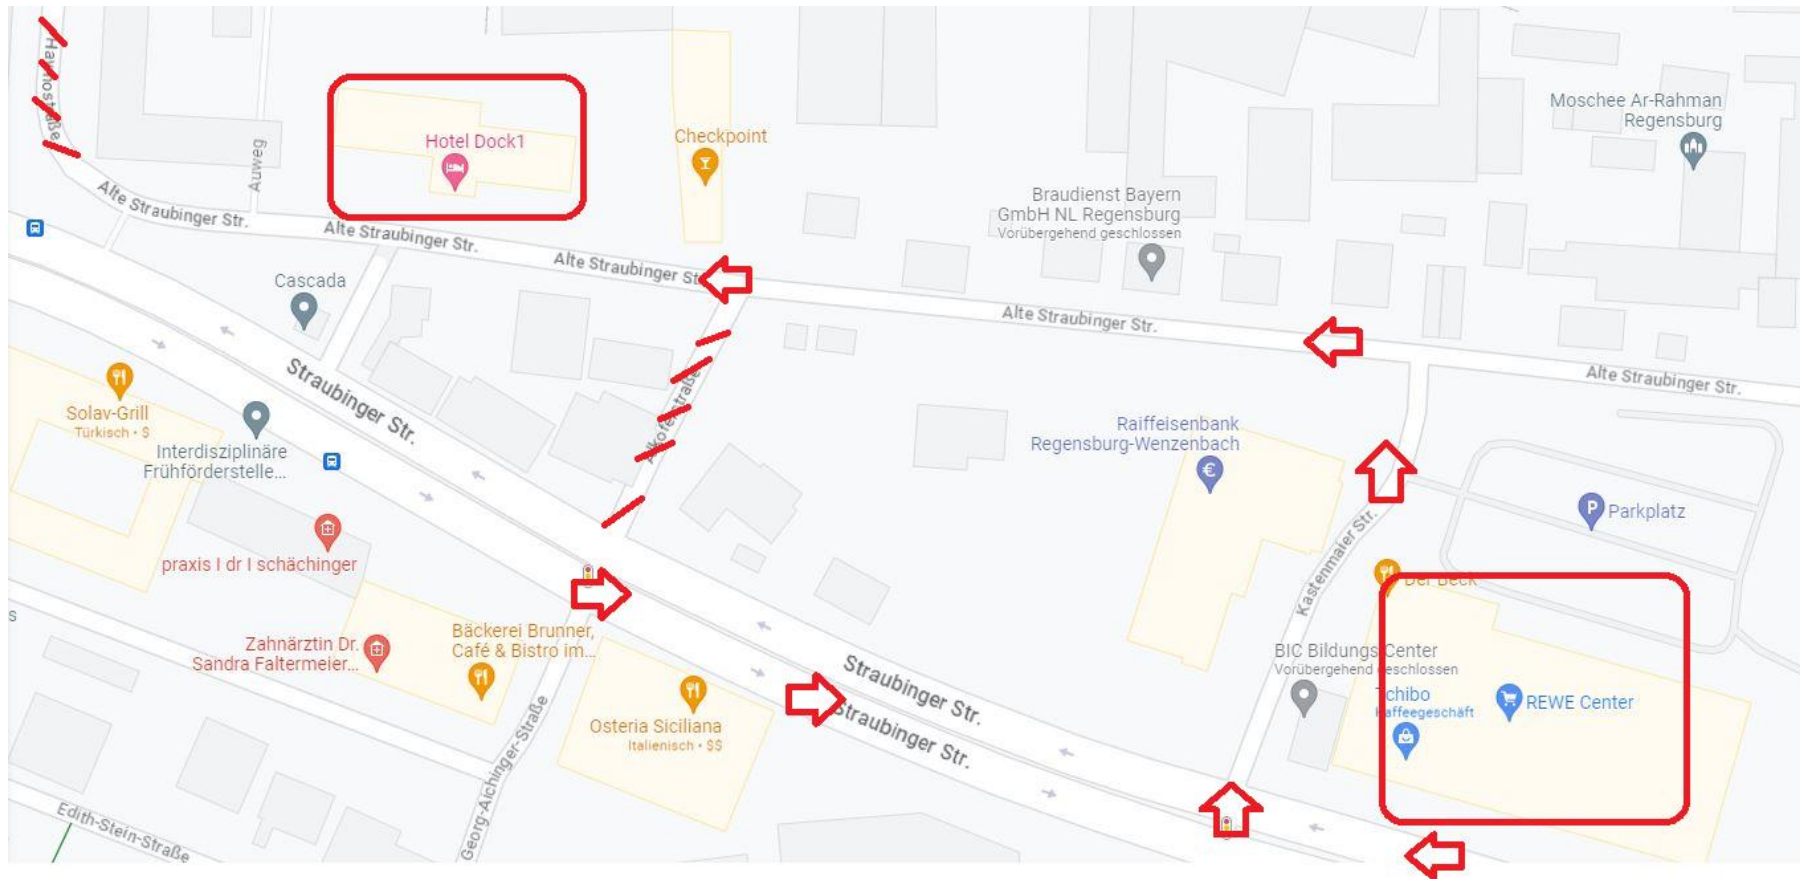 Haymostraße
Auweg
Hotel Dock1
Checkpoint
Moschee Ar-Rahman
Regensburg
Braudienst Bayern
GmbH NL Regensburg
Vorübergehend geschlossen
Alte Straubinger Str.
Alte Straubinger Str.
Alte Straubinger St
Alte Straubinger Str.
Alte Straubinger Str.
Cascada
Straubinger Str.
Solav-Grill
Türkisch • $
Interdisziplinäre
Frühförderstelle...
Raiffeisenbank
Regensburg-Wenzenbach
€
P Parkplatz
Kastenmaier Str.
praxis I dr I schächinger
Der Beck
s
Zahnärztin Dr.
Sandra Faltermeier...
Bäckerei Brunner,
Café & Bistro im...
Osteria Siciliana
Italienisch • $$
BIC Bildungs Center
Vorübergehend geschlossen
Tchibo
Kaffeegeschäft
REWE Center
Straubinger Str.
Straubinger Str.
Georg-Aichinger-Straße
Edith-Stein-Straße